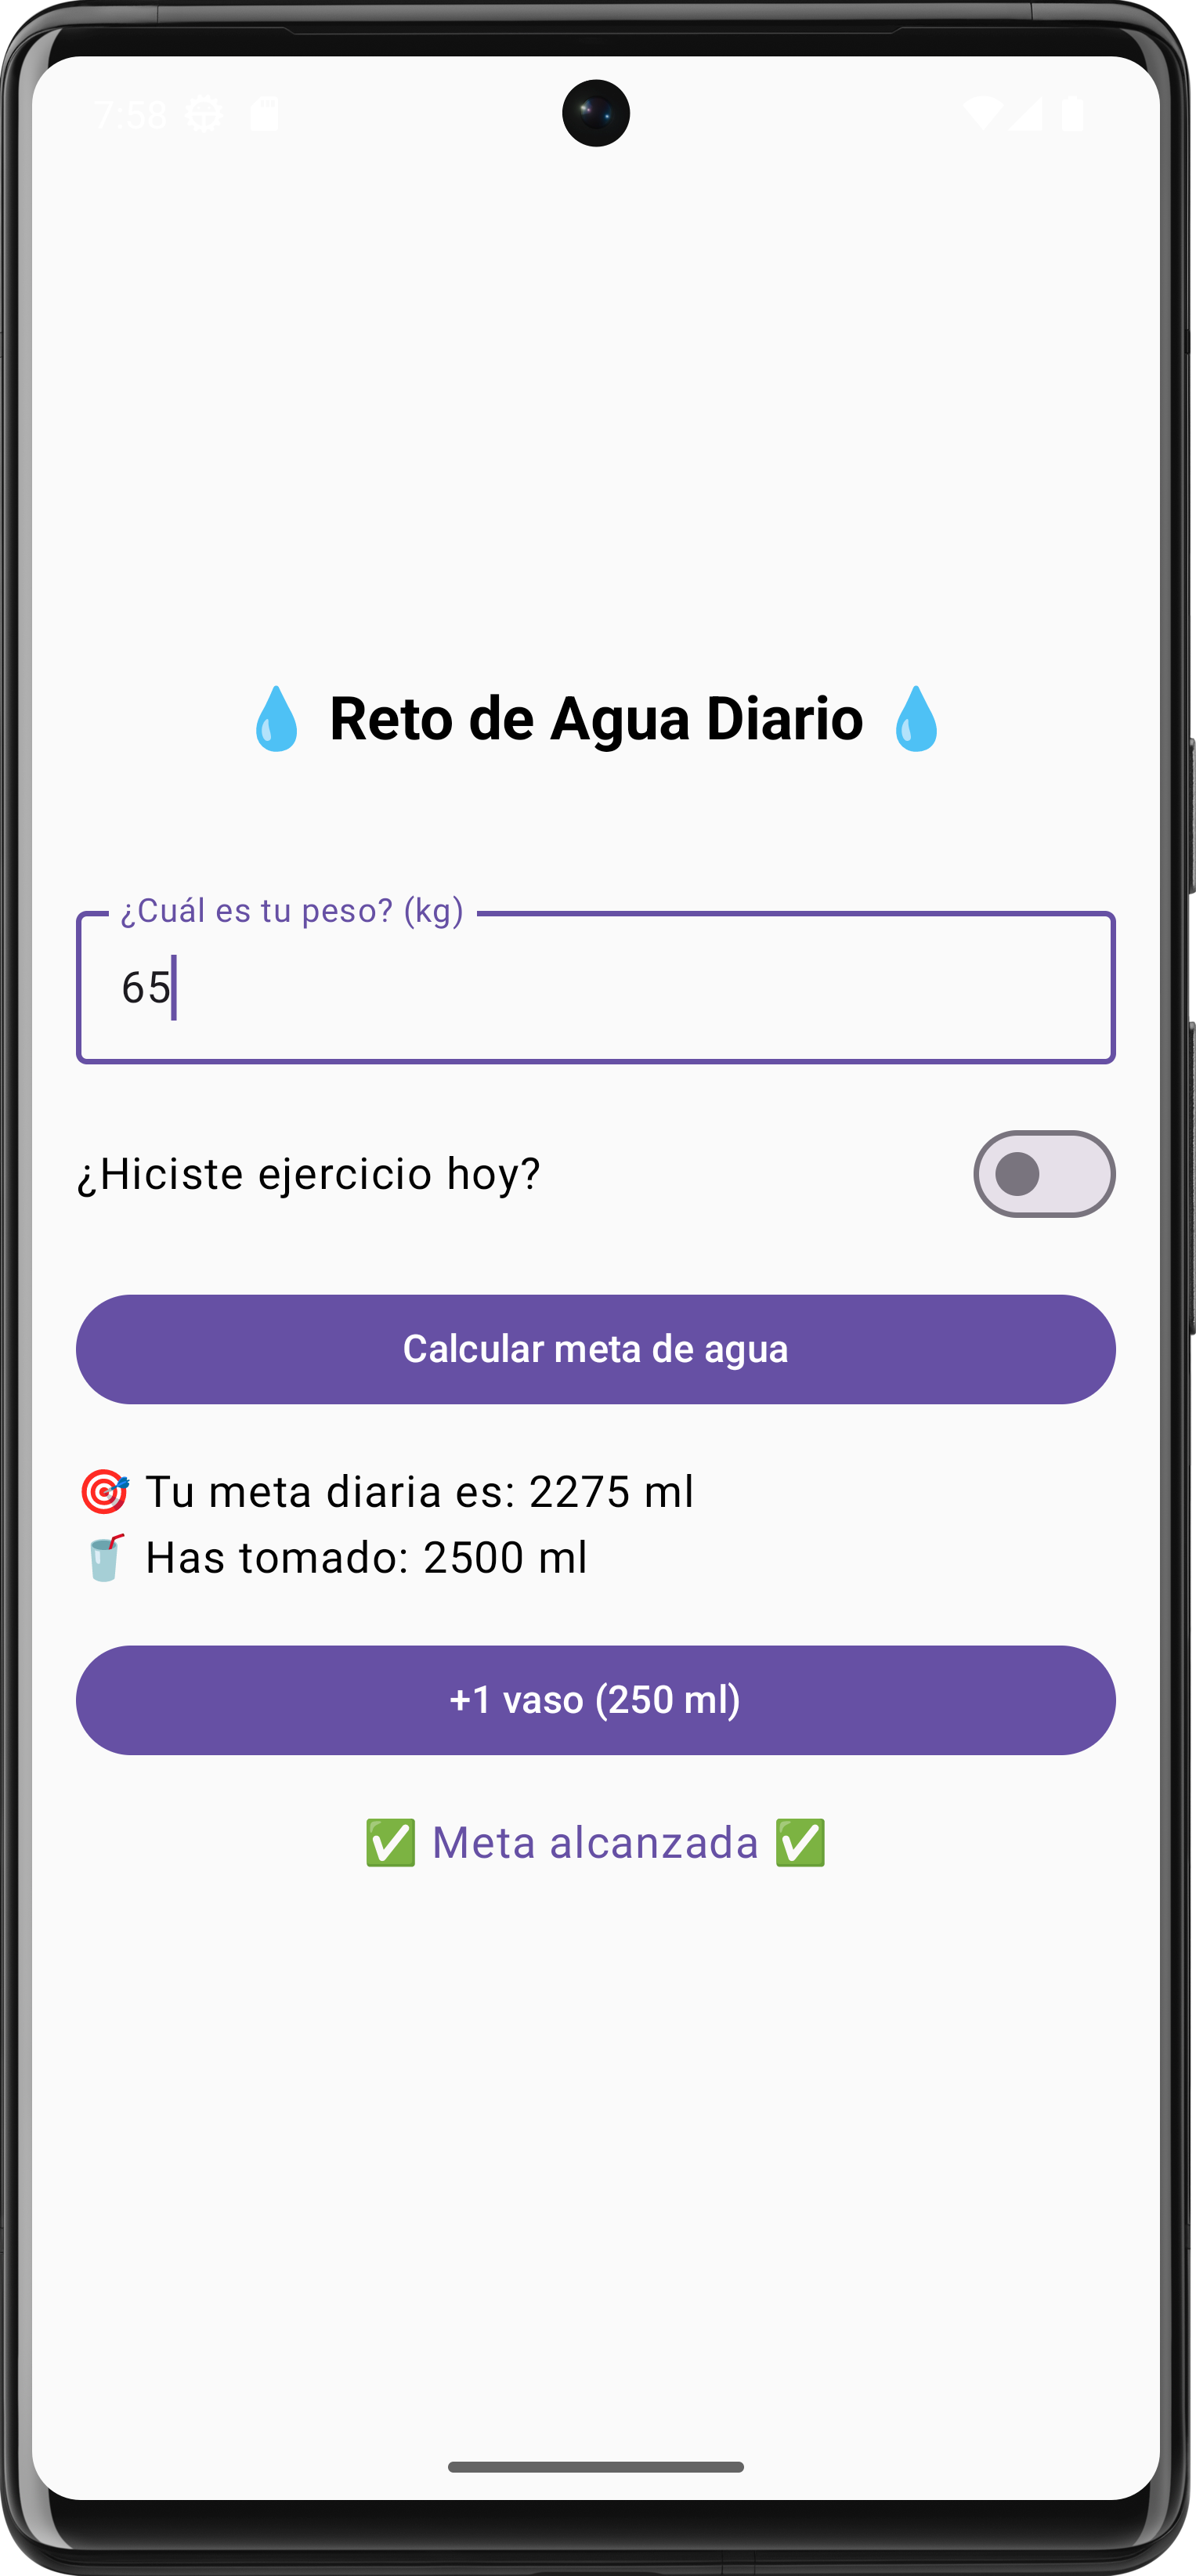 7:58
💧 Reto de Agua Diario 💧
¿Cuál es tu peso? (kg)
65
¿Hiciste ejercicio hoy?
Calcular meta de agua
🎯 Tu meta diaria es: 2275 ml
🥤 Has tomado: 2500 ml
+1 vaso (250 ml)
✅ Meta alcanzada ✅